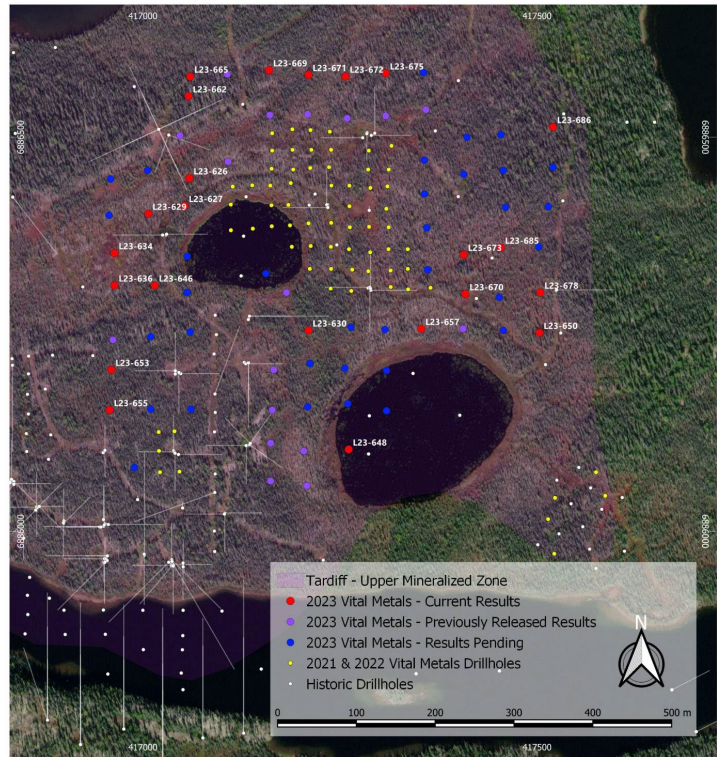 417000
417500
L23-669
L23-671
L23-672
L23-675
L23-665
L23-662
L23-686
6886500
6886500
L23-626
L23-627
L23-629
L23-634
L23-673
L23-685
L23-636
L23-646
L23-670
L23-678
L23-630
L23-657
L23-650
L23-653
L23-655
L23-648
6886000
6886000
Tardiff - Upper Mineralized Zone
2023 Vital Metals - Current Results
2023 Vital Metals - Previously Released Results
2023 Vital Metals - Results Pending
2021 & 2022 Vital Metals Drillholes
Historic Drillholes
N
0 100 200 300 400 500 m
417000
417500